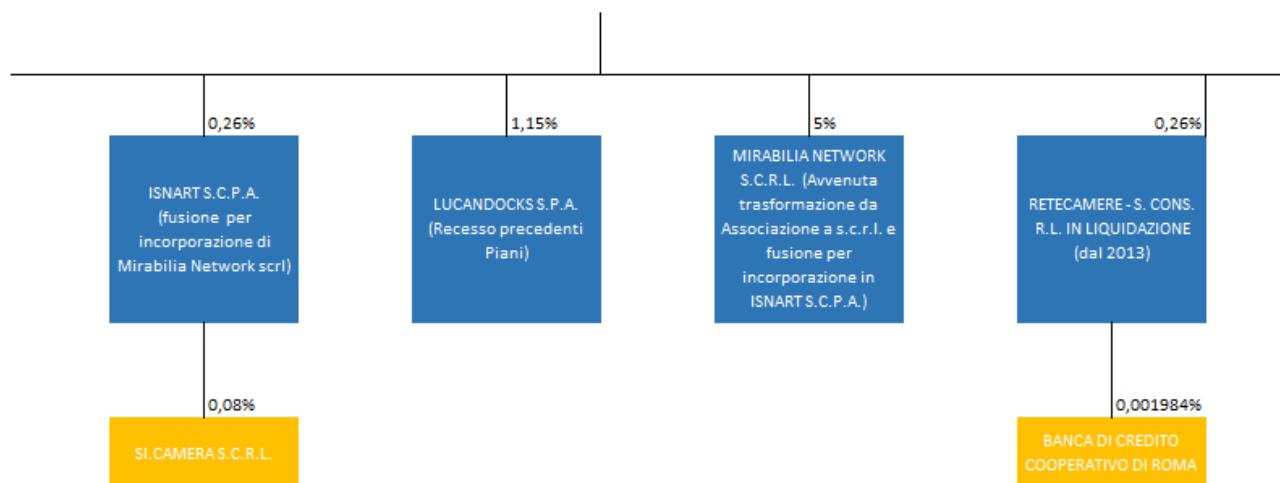 0,26%
ISNART S.C.P.A.
(fusione per
incorporazione di
Mirabilia Network scrl)
1,15%
LUCANDOCKS S.P.A.
(Recesso precedenti
Piani)
5%
MIRABILIA NETWORK
S.C.R.L. (Avvenuta
trasformazione da
Associazione a s.c.r.l. e
fusione per
incorporazione in
ISNART S.C.P.A.)
0,26%
RETECAMERE - S. CONS.
R.L. IN LIQUIDAZIONE
(dal 2013)
0,08%
SI.CAMERA S.C.R.L.
0,001984%
BANCA DI CREDITO
COOPERATIVO DI ROMA